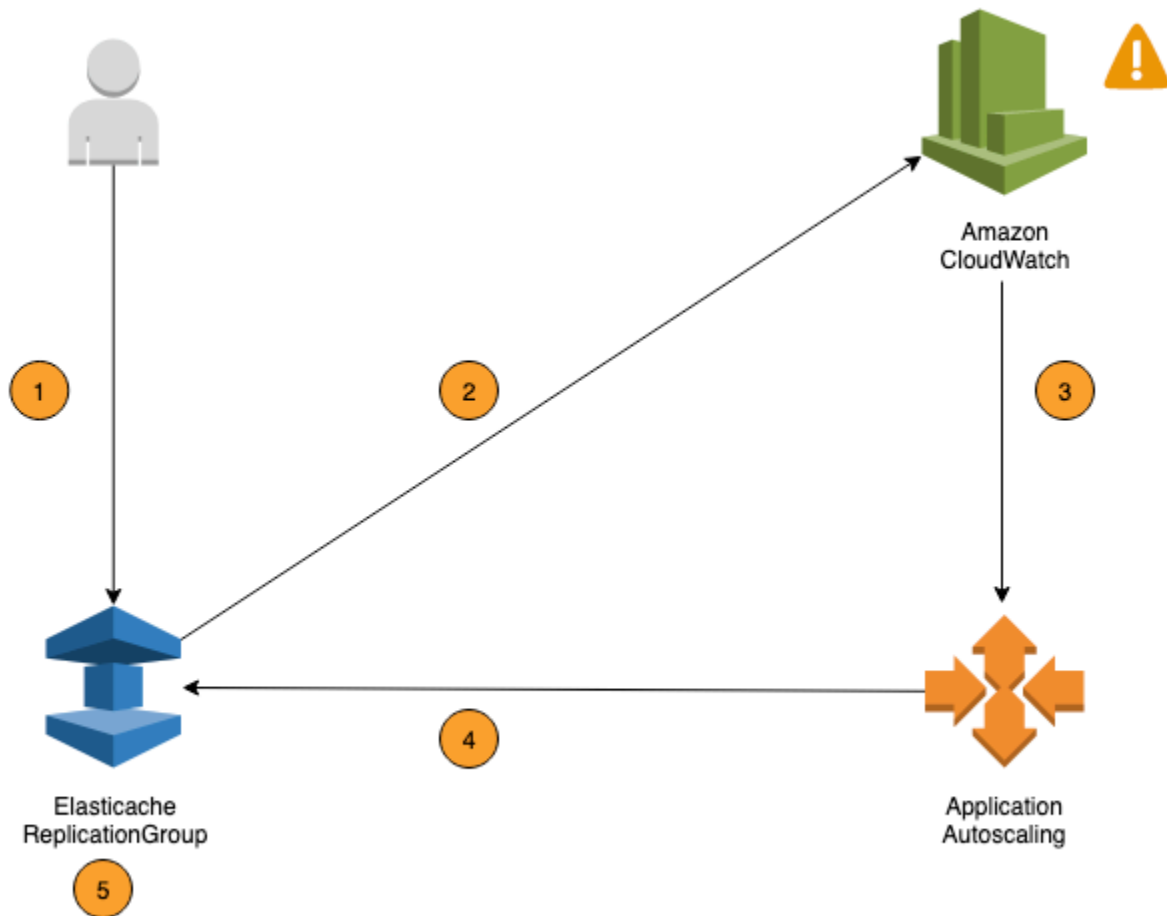 Amazon
CloudWatch
1
2
3
4
Elasticache
ReplicationGroup
Application
Autoscaling
5